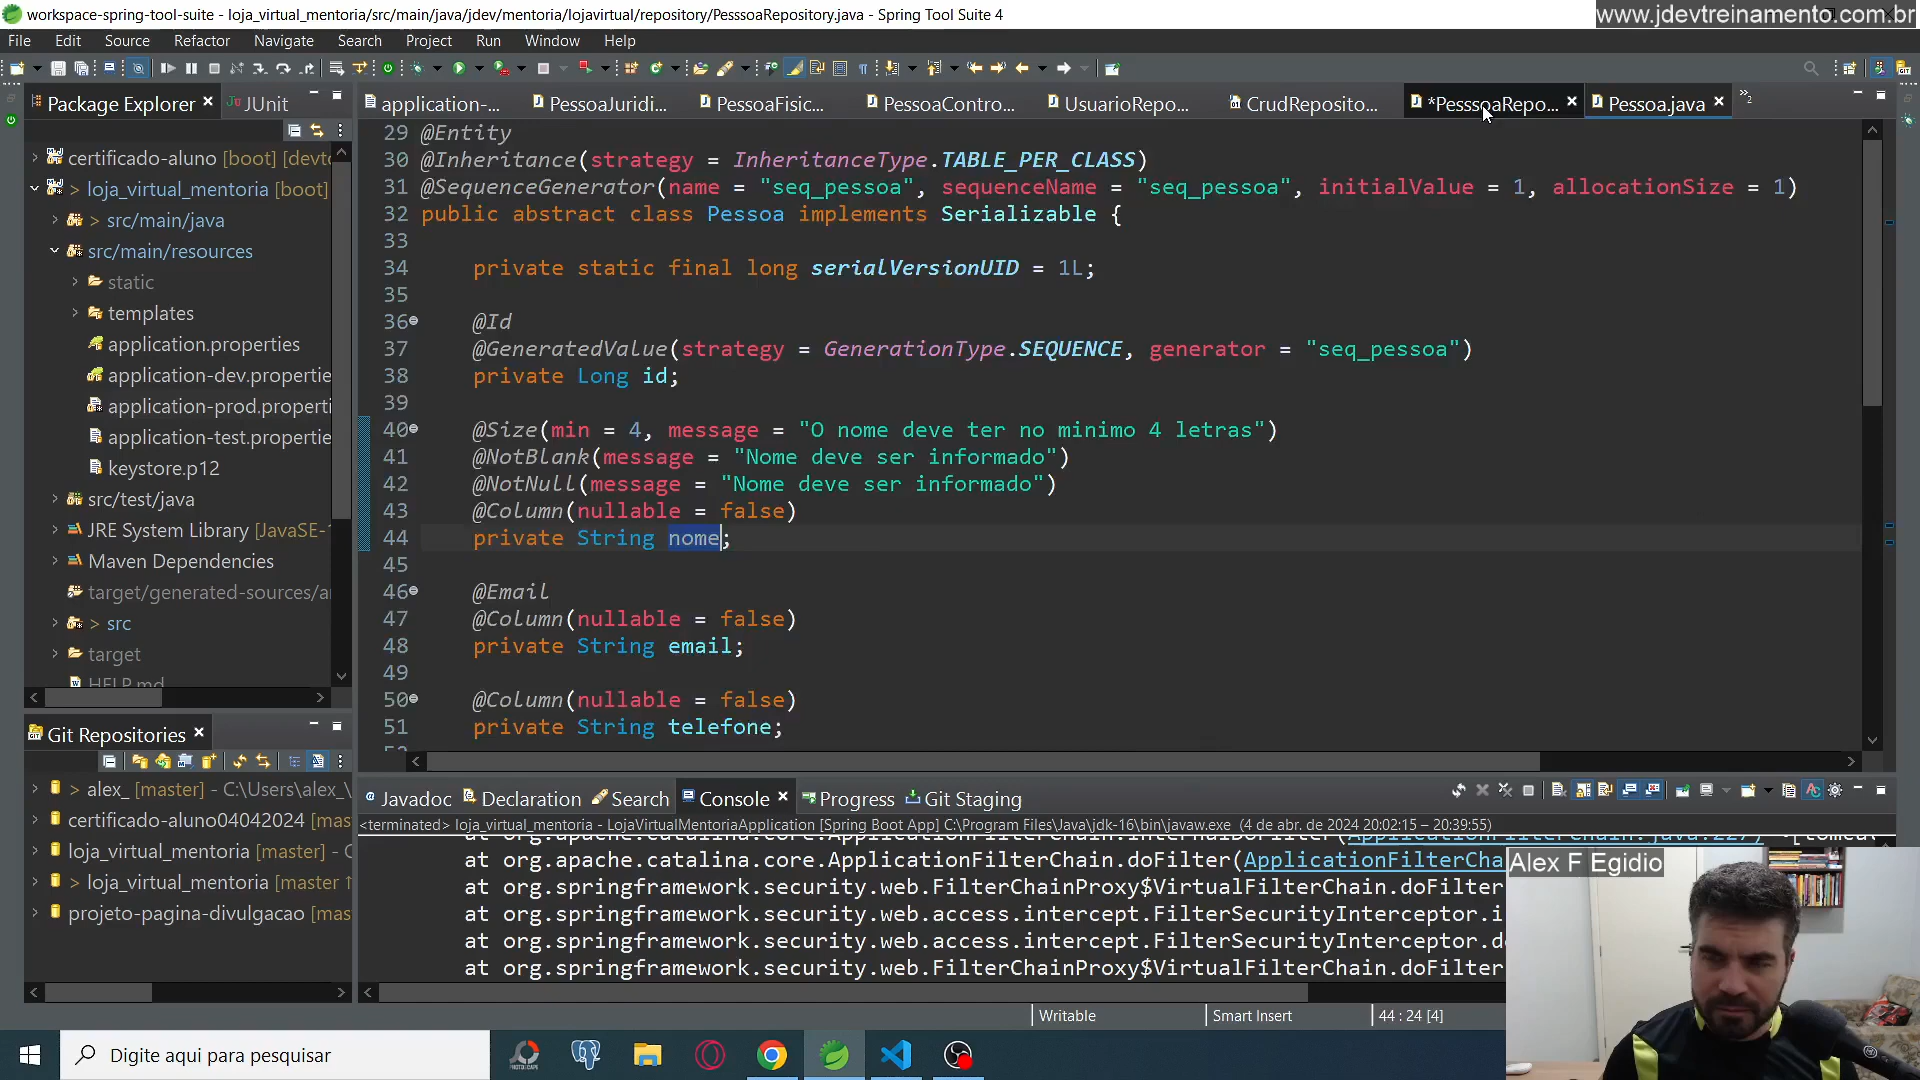 workspace-spring-tool-suite - loja_virtual_mentoria/src/main/java/jdev/mentoria/lojavirtual/repository/PesssoaRepository.java - Spring Tool Suite 4
www.jdevtreinamento.com.br
File Edit Source Refactor Navigate Search Project Run Window Help
Package Explorer JUnit
application-... PessoaJuridi... PessoaFisic... PessoaContro... UsuarioRepo... CrudReposito... *PesssoaRepo... Pessoa.java 2
certificado-aluno [boot] [devto
> loja_virtual_mentoria [boot]
> src/main/java
src/main/resources
static
templates
application.properties
application-dev.propertie
application-prod.properti
application-test.propertie
keystore.p12
src/test/java
JRE System Library [JavaSE-
Maven Dependencies
target/generated-sources/a
> src
target
HELP.md
29 @Entity
30 @Inheritance(strategy = InheritanceType.TABLE_PER_CLASS)
31 @SequenceGenerator(name = "seq_pessoa", sequenceName = "seq_pessoa", initialValue = 1, allocationSize = 1)
32 public abstract class Pessoa implements Serializable {
33
34 private static final long serialVersionUID = 1L;
35
36 @Id
37 @GeneratedValue(strategy = GenerationType.SEQUENCE, generator = "seq_pessoa")
38 private Long id;
39
40 @Size(min = 4, message = "O nome deve ter no minimo 4 letras")
41 @NotBlank(message = "Nome deve ser informado")
42 @NotNull(message = "Nome deve ser informado")
43 @Column(nullable = false)
44 private String nome;
45
46 @Email
47 @Column(nullable = false)
48 private String email;
49
50 @Column(nullable = false)
51 private String telefone;
Git Repositories
> alex_ [master] - C:\Users\alex_\
certificado-aluno04042024 [mas
loja_virtual_mentoria [master] - C
> loja_virtual_mentoria [master ↑
projeto-pagina-divulgacao [mas
Javadoc Declaration Search Console Progress Git Staging
<terminated> loja_virtual_mentoria - LojaVirtualMentoriaApplication [Spring Boot App] C:\Program Files\Java\jdk-16\bin\javaw.exe (4 de abr. de 2024 20:02:15 – 20:39:55)
at org.apache.catalina.core.ApplicationFilterChain.doFilter(ApplicationFilterCha
at org.springframework.security.web.FilterChainProxy$VirtualFilterChain.doFilter
at org.springframework.security.web.access.intercept.FilterSecurityInterceptor.i
at org.springframework.security.web.access.intercept.FilterSecurityInterceptor.do
at org.springframework.security.web.FilterChainProxy$VirtualFilterChain.doFilter
Alex F Egidio
Writable Smart Insert 44 : 24 [4]
Digite aqui para pesquisar